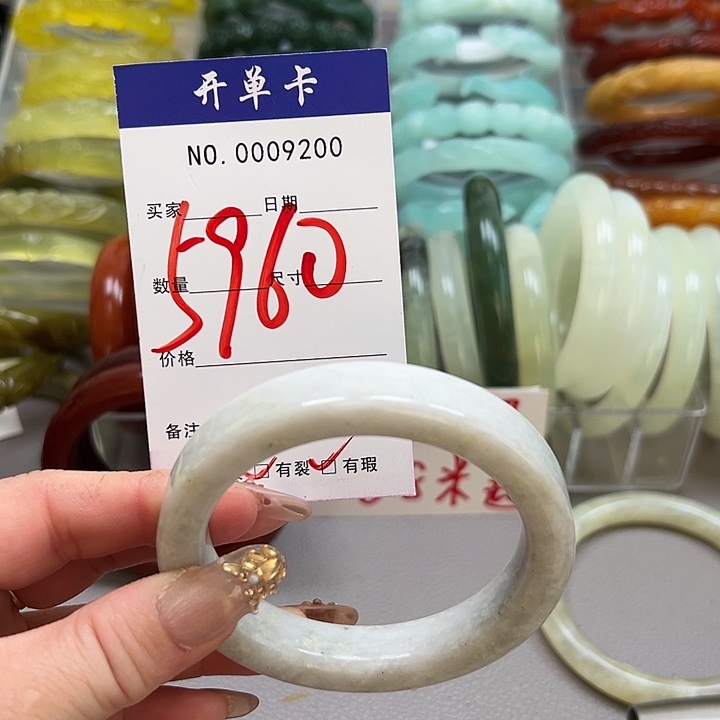 开单卡
NO.0009200
买家 日期
5960
数量 尺寸
价格
备注
□有裂 □有瑕
米